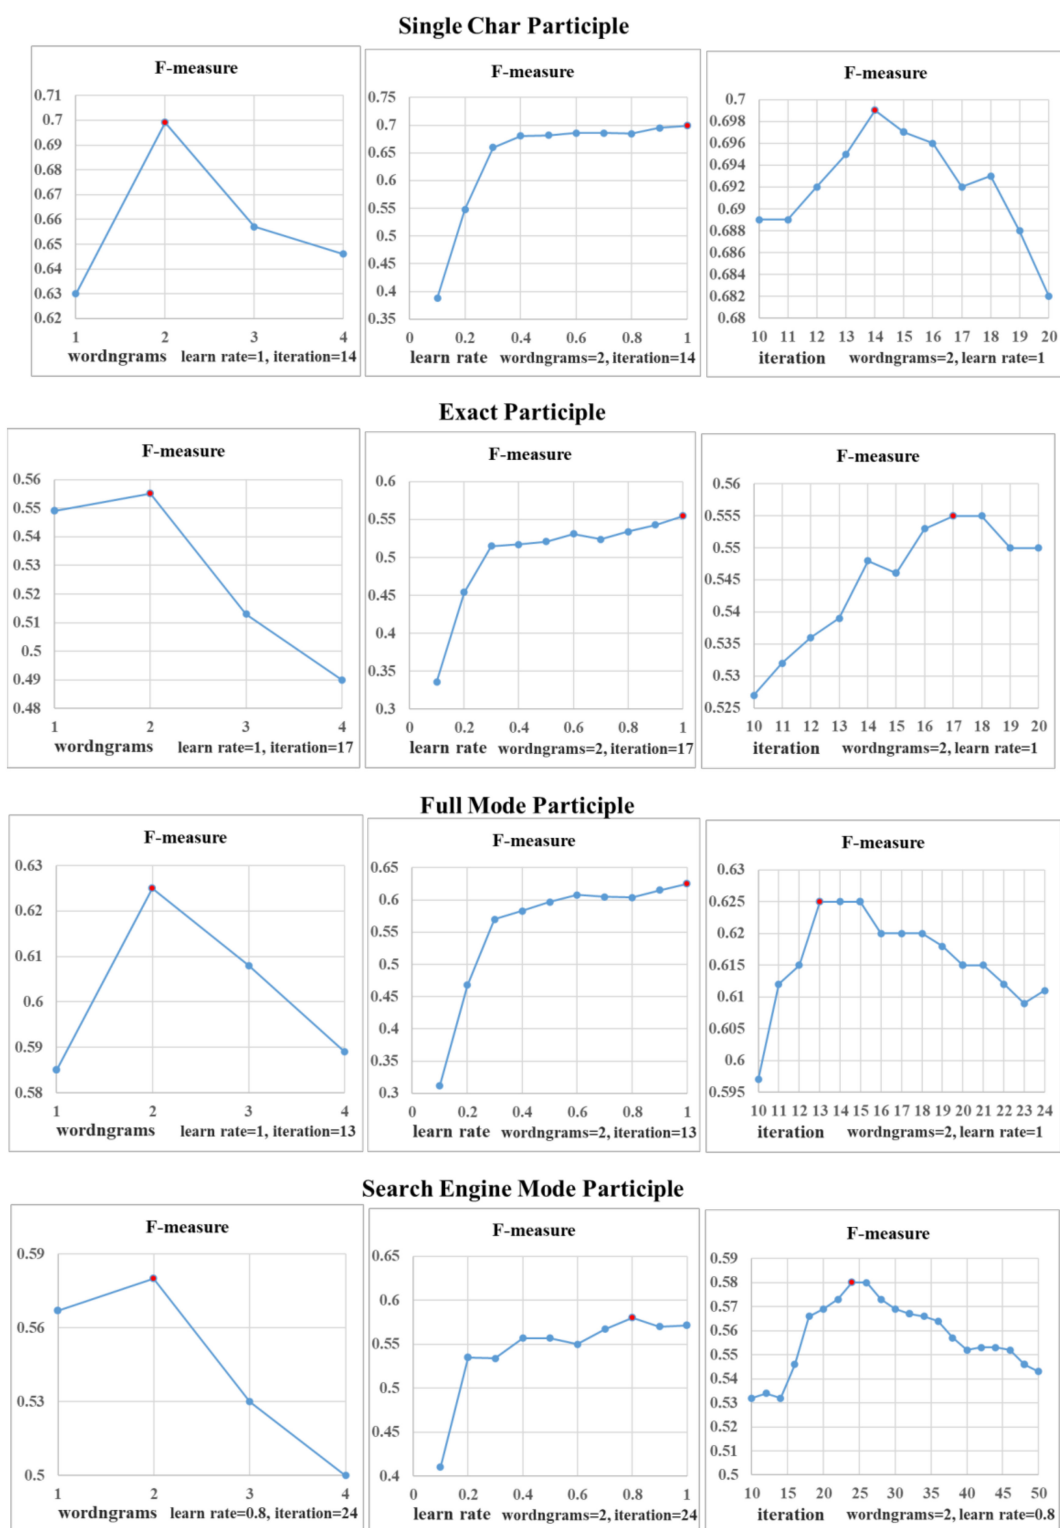 Single Char Participle
F-measure
0.71
0.7
0.69
0.68
0.67
0.66
0.65
0.64
0.63
0.62
1 2 3 4
wordngrams learn rate=1, iteration=14
F-measure
0.75
0.7
0.65
0.6
0.55
0.5
0.45
0.4
0.35
0 0.2 0.4 0.6 0.8 1
learn rate wordngrams=2, iteration=14
F-measure
0.7
0.698
0.696
0.694
0.692
0.69
0.688
0.686
0.684
0.682
0.68
10 11 12 13 14 15 16 17 18 19 20
iteration wordngrams=2, learn rate=1
Exact Participle
F-measure
0.56
0.55
0.54
0.53
0.52
0.51
0.5
0.49
0.48
1 2 3 4
wordngrams learn rate=1, iteration=17
F-measure
0.6
0.55
0.5
0.45
0.4
0.35
0.3
0 0.2 0.4 0.6 0.8 1
learn rate wordngrams=2, iteration=17
F-measure
0.56
0.555
0.55
0.545
0.54
0.535
0.53
0.525
10 11 12 13 14 15 16 17 18 19 20
iteration wordngrams=2, learn rate=1
Full Mode Participle
F-measure
0.63
0.62
0.61
0.6
0.59
0.58
1 2 3 4
wordngrams learn rate=1, iteration=13
F-measure
0.65
0.6
0.55
0.5
0.45
0.4
0.35
0.3
0 0.2 0.4 0.6 0.8 1
learn rate wordngrams=2, iteration=13
F-measure
0.63
0.625
0.62
0.615
0.61
0.605
0.6
0.595
10 11 12 13 14 15 16 17 18 19 20 21 22 23 24
iteration wordngrams=2, learn rate=1
Search Engine Mode Participle
F-measure
0.59
0.56
0.53
0.5
1 2 3 4
wordngrams learn rate=0.8, iteration=24
F-measure
0.65
0.6
0.55
0.5
0.45
0.4
0 0.2 0.4 0.6 0.8 1
learn rate wordngrams=2, iteration=24
F-measure
0.59
0.58
0.57
0.56
0.55
0.54
0.53
0.52
0.51
0.5
10 15 20 25 30 35 40 45 50
iteration wordngrams=2, learn rate=0.8